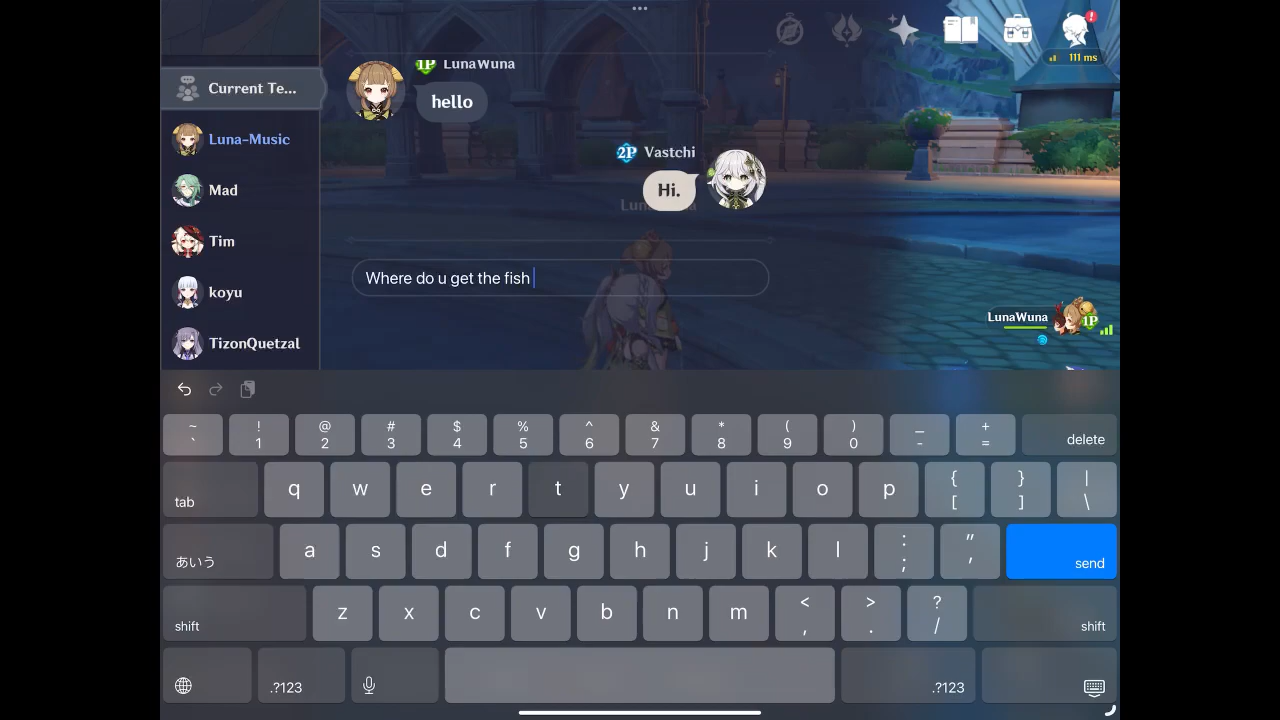 111 ms
Current Te...
Luna-Music
Mad
Tim
koyu
TizonQuetzal
1P LunaWuna
hello
2P Vastchi
Hi.
Where do u get the fish
LunaWuna
1P
~ ! @ # $ % ^ & * ( ) _ +
` 1 2 3 4 5 6 7 8 9 0 - = delete
tab q w e r t y u i o p { [ } ] | \
あいう a s d f g h j k l : ; " ' send
shift z x c v b n m < , > . ? / shift
.?123 .?123